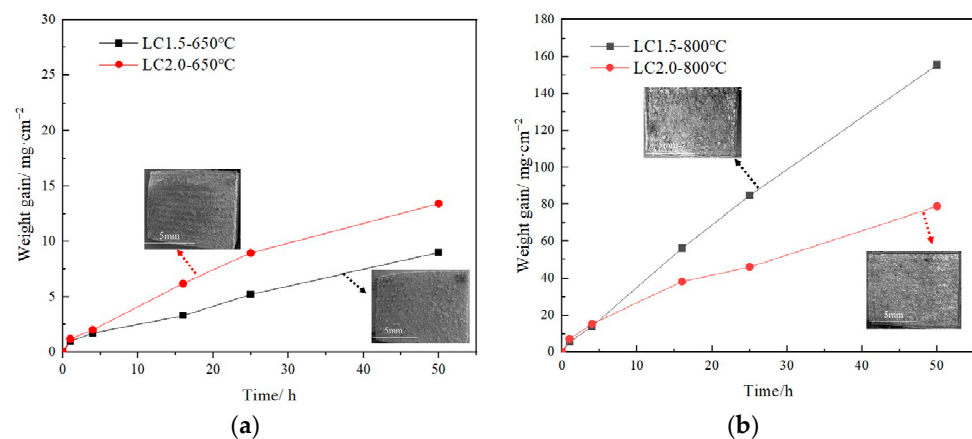 (a)
LC1.5-650℃
LC2.0-650℃
5mm
5mm
Weight gain/ mg·cm−2
0
5
10
15
20
25
30
0
10
20
30
40
50
Time/ h
(a)
(b)
LC1.5-800℃
LC2.0-800℃
5mm
5mm
Weight gain/ mg·cm−2
0
20
40
60
80
100
120
140
160
180
0
10
20
30
40
50
Time/ h
(b)